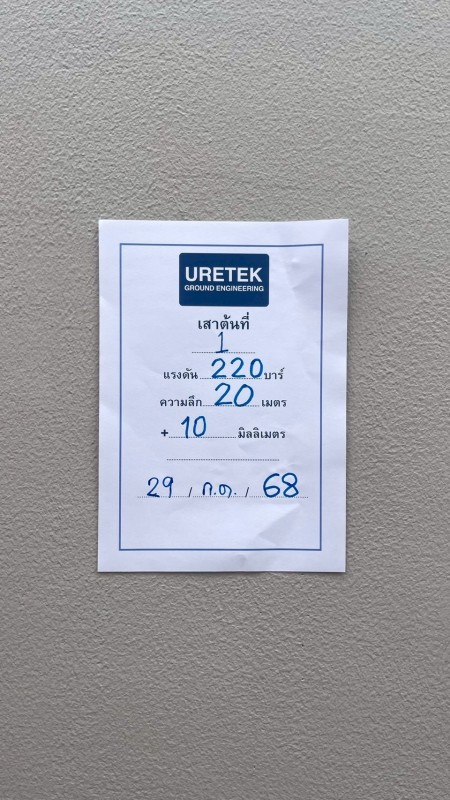 URETEK
GROUND ENGINEERING
เสาต้นที่
1
แรงดัน 220 บาร์
ความลึก 20 เมตร
+ 10 มิลลิเมตร
29 / ก.ค. / 68